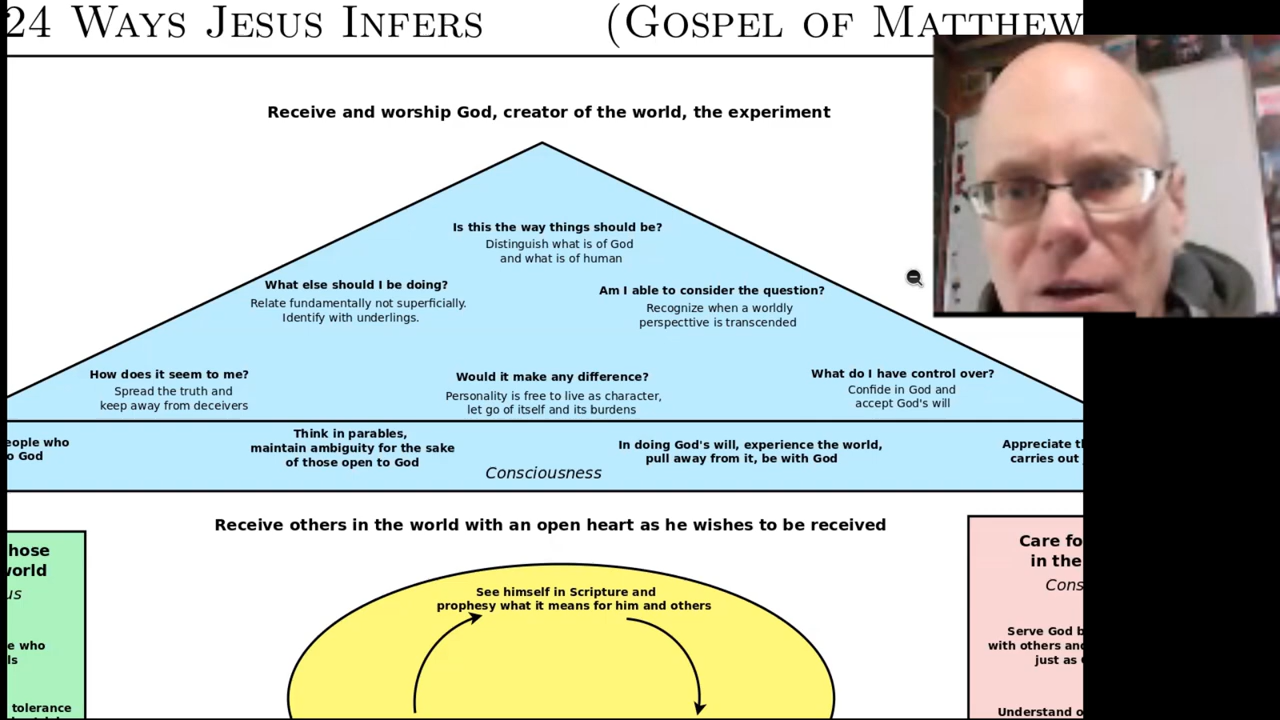 24 Ways Jesus Infers (Gospel of Matthew
Receive and worship God, creator of the world, the experiment
Is this the way things should be?
Distinguish what is of God
and what is of human
What else should I be doing?
Relate fundamentally not superficially.
Identify with underlings.
Am I able to consider the question?
Recognize when a worldly
perspecttive is transcended
How does it seem to me?
Spread the truth and
keep away from deceivers
Would it make any difference?
Personality is free to live as character,
let go of itself and its burdens
What do I have control over?
Confide in God and
accept God's will
eople who
o God
Think in parables,
maintain ambiguity for the sake
of those open to God
Consciousness
In doing God's will, experience the world,
pull away from it, be with God
Appreciate
carries out
Receive others in the world with an open heart as he wishes to be received
hose
world
us
e who
ls
tolerance
See himself in Scripture and
prophesy what it means for him and others
Care fo
in the
Cons
Serve God b
with others and
just as
Understand o